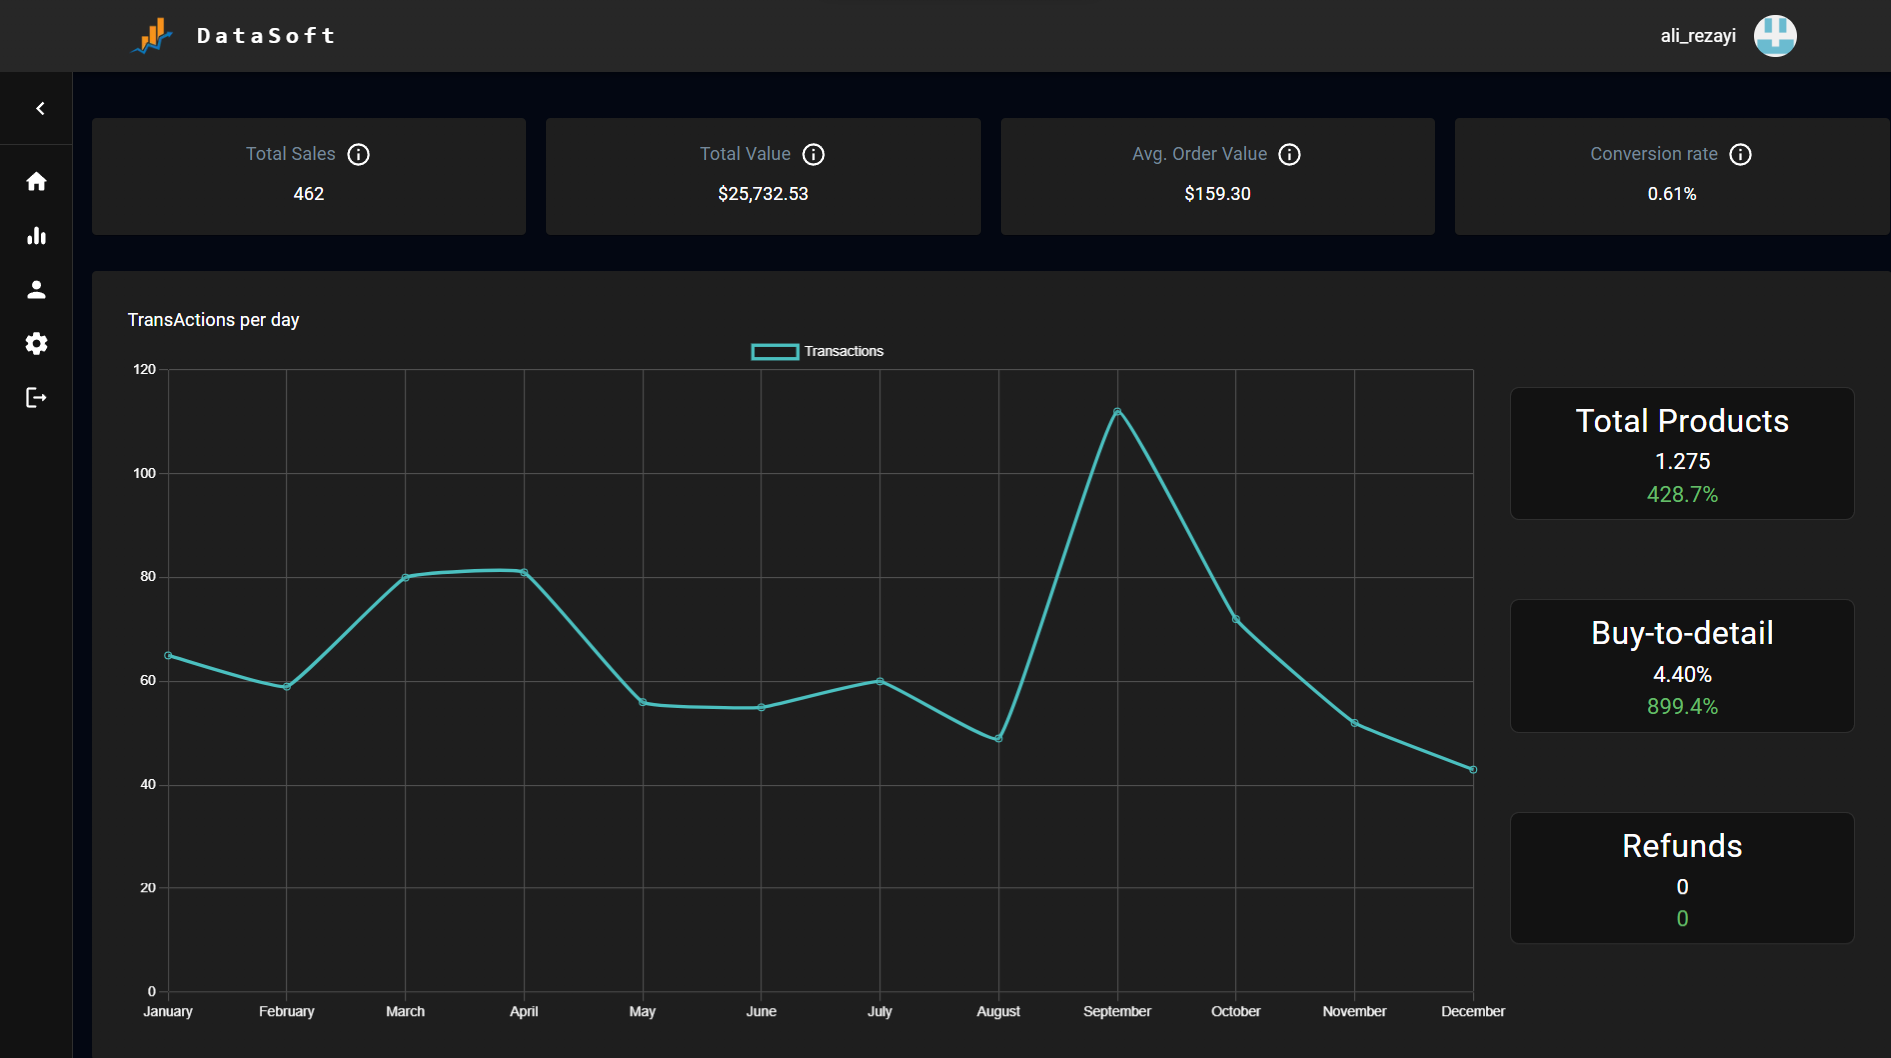 DataSoft
ali_rezayi
Total Sales
462
Total Value
$25,732.53
Avg. Order Value
$159.30
Conversion rate
0.61%
TransActions per day
Transactions
120
100
80
60
40
20
0
January February March April May June July August September October November December
Total Products
1.275
428.7%
Buy-to-detail
4.40%
899.4%
Refunds
0
0